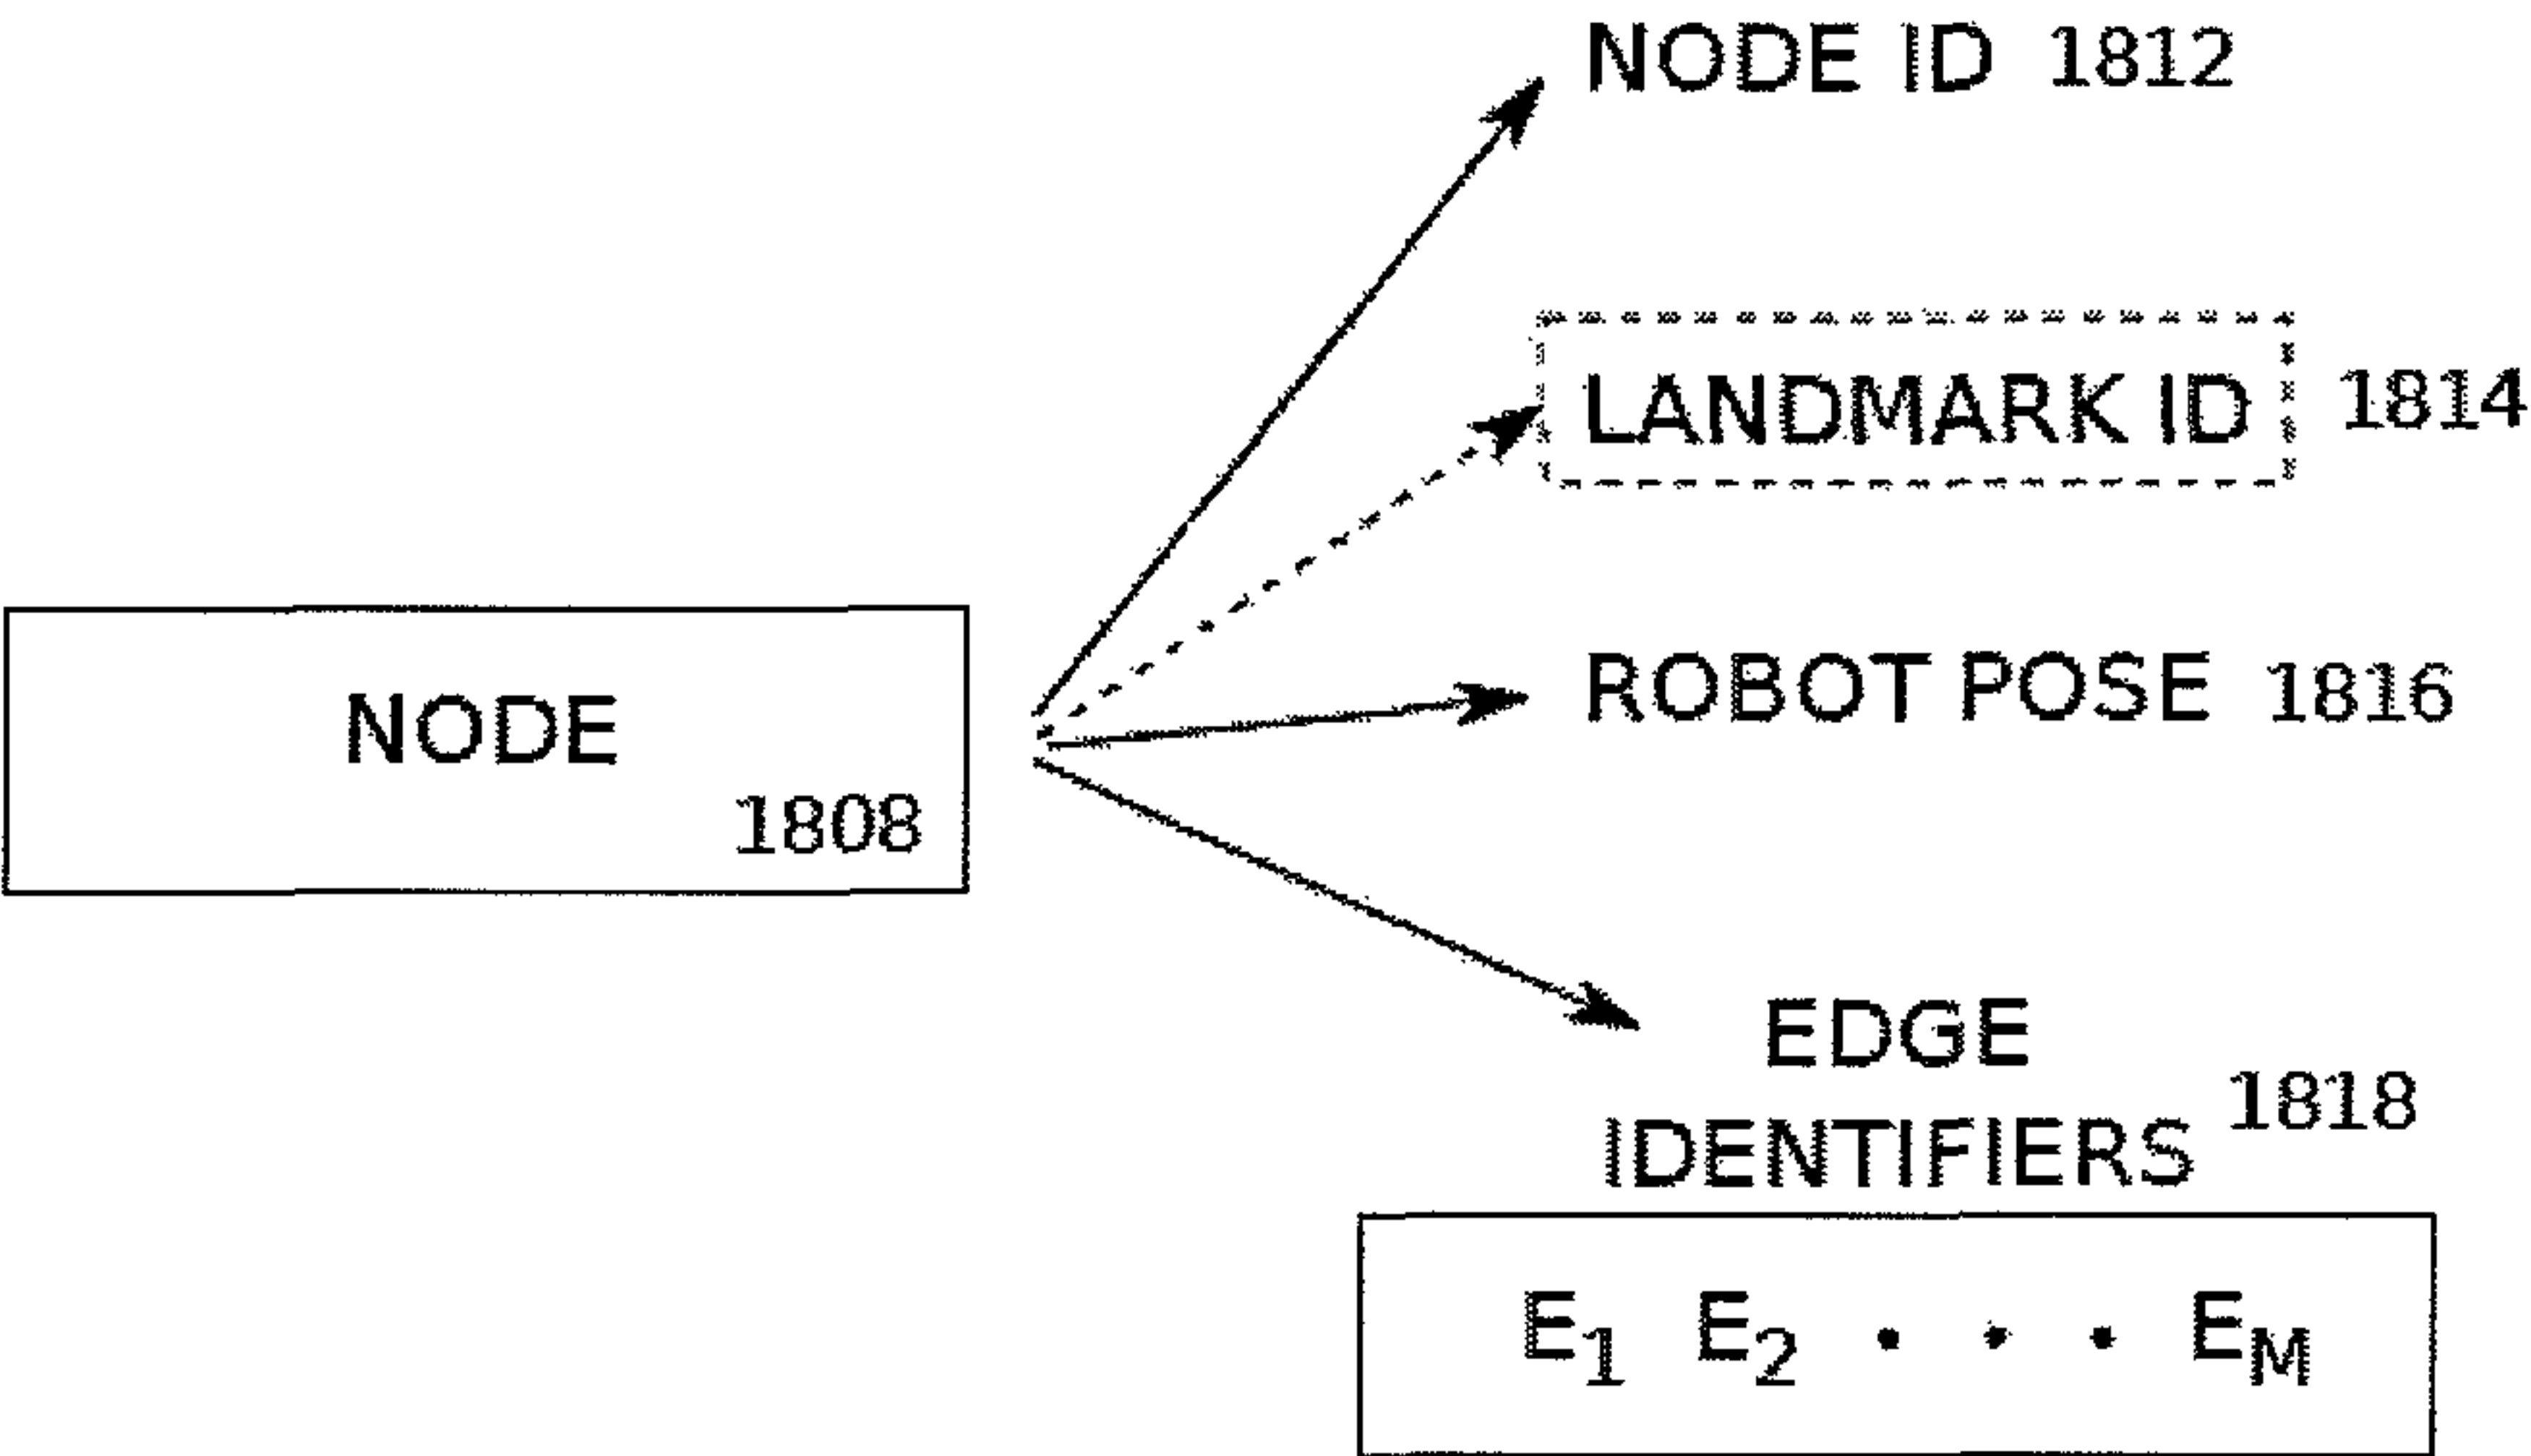 NODE ID 1812
LANDMARK ID 1814
ROBOT POSE 1816
NODE
1808
EDGE
IDENTIFIERS 1818
E1 E2 • • • EM